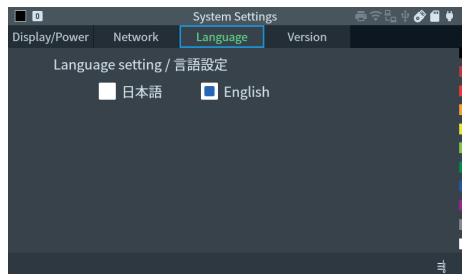 0
System Settings
Display/Power Network Language Version
Language setting / 言語設定
日本語 English